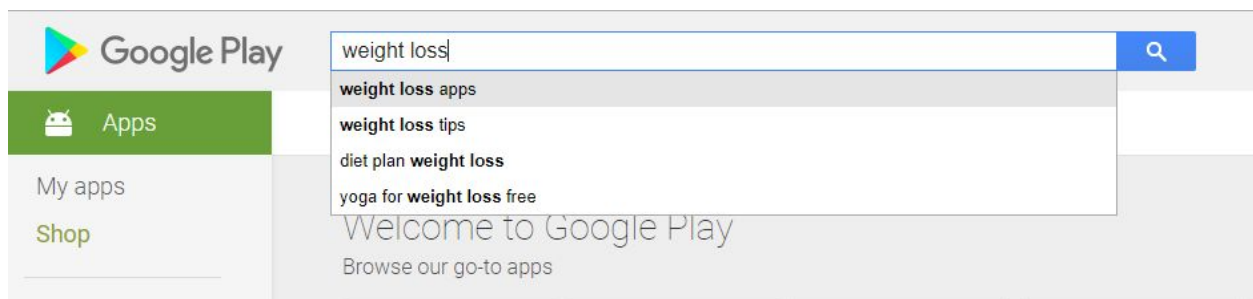 Google Play
weight loss
weight loss apps
weight loss tips
diet plan weight loss
yoga for weight loss free
Apps
My apps
Shop
Welcome to Google Play
Browse our go-to apps